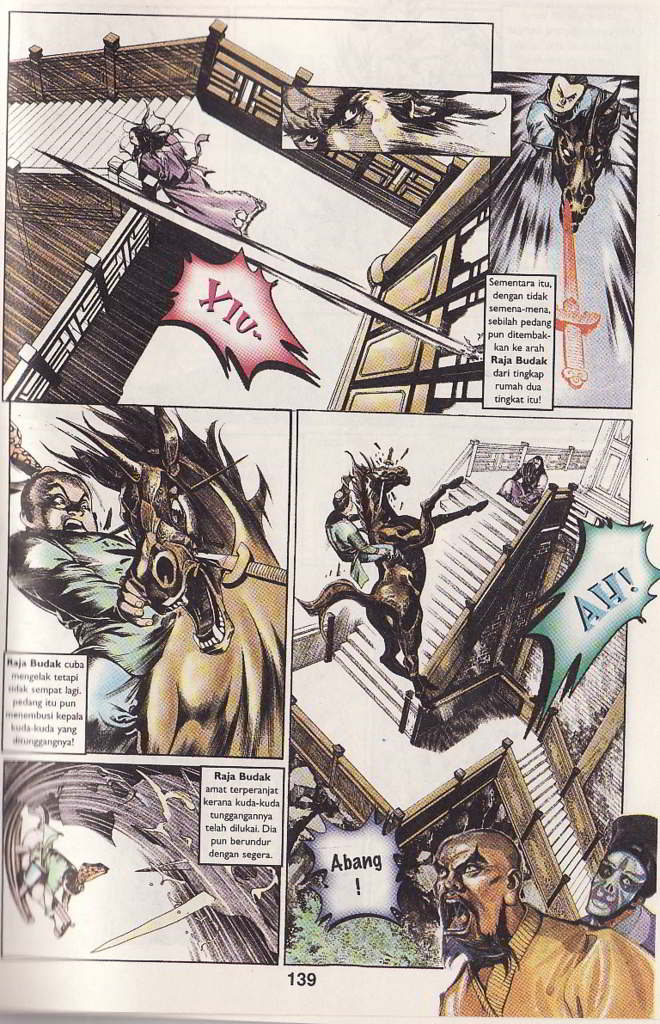 XIU~
Sementara itu,
dengan tidak
semena-mena,
sebilah pedang
pun ditembak-
kan ke arah
Raja Budak
dari tingkap
rumah dua
tingkat itu!
Raja Budak cuba
mengelak tetapi
tidak sempat lagi.
pedang itu pun
menembusi kepala
kuda-kuda yang
ditunggangnya!
AH!
Raja Budak
amat terperanjat
kerana kuda-kuda
tunggangannya
telah dilukai. Dia
pun berundur
dengan segera.
Abang
!
139